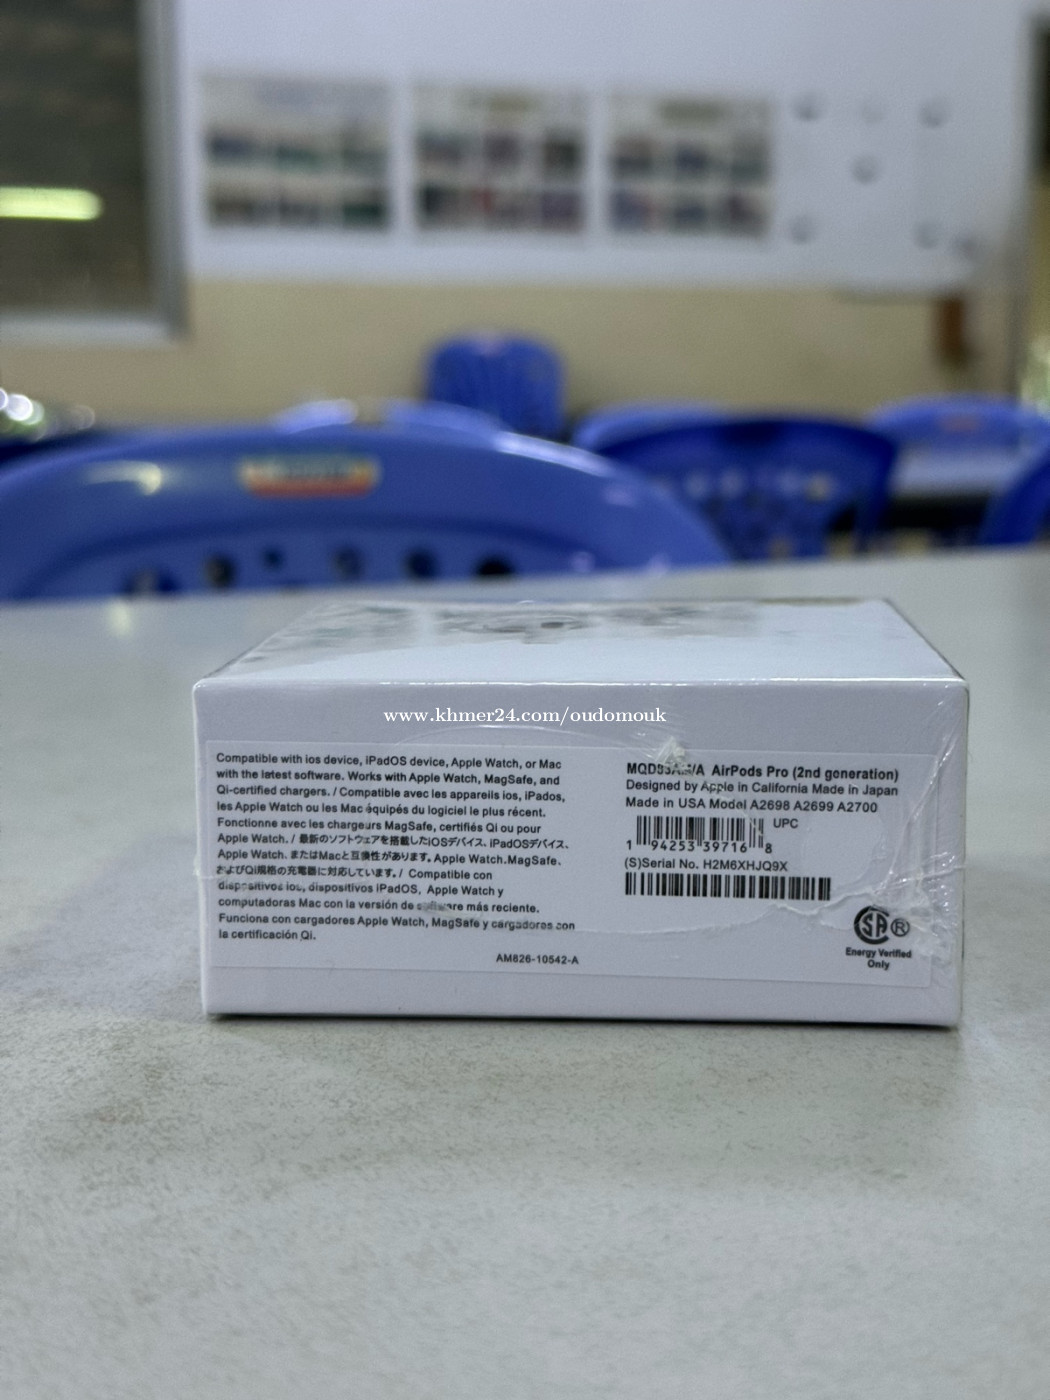 www.khmer24.com/oudomouk
Compatible with ios device, iPadOS device, Apple Watch, or Mac
with the latest software. Works with Apple Watch, MagSafe, and
Qi-certified chargers. / Compatible avec les appareils ios, iPados,
les Apple Watch ou les Mac équipés du logiciel le plus récent.
Fonctionne avec les chargeurs MagSafe, certifiés Qi ou pour
Apple Watch. / 最新のソフトウェアを搭載したiOSデバイス、iPadOSデバイス、
Apple Watch、またはMacと互換性があります。Apple Watch.MagSafe、
およびQi規格の充電器に対応しています。/ Compatible con
dispositivos ios, dispositivos iPadOS, Apple Watch y
computadoras Mac con la versión de software más reciente.
Funciona con cargadores Apple Watch, MagSafe y cargadores con
la certificación Qi.
AM826-10542-A
AirPods Pro (2nd generation)
Designed by Apple in California Made in Japan
Made in USA Model A2698 A2699 A2700
UPC
1 94253 39716 8
(S)Serial No. H2M6XHJQ9X
SA ®
Energy Verified
Only